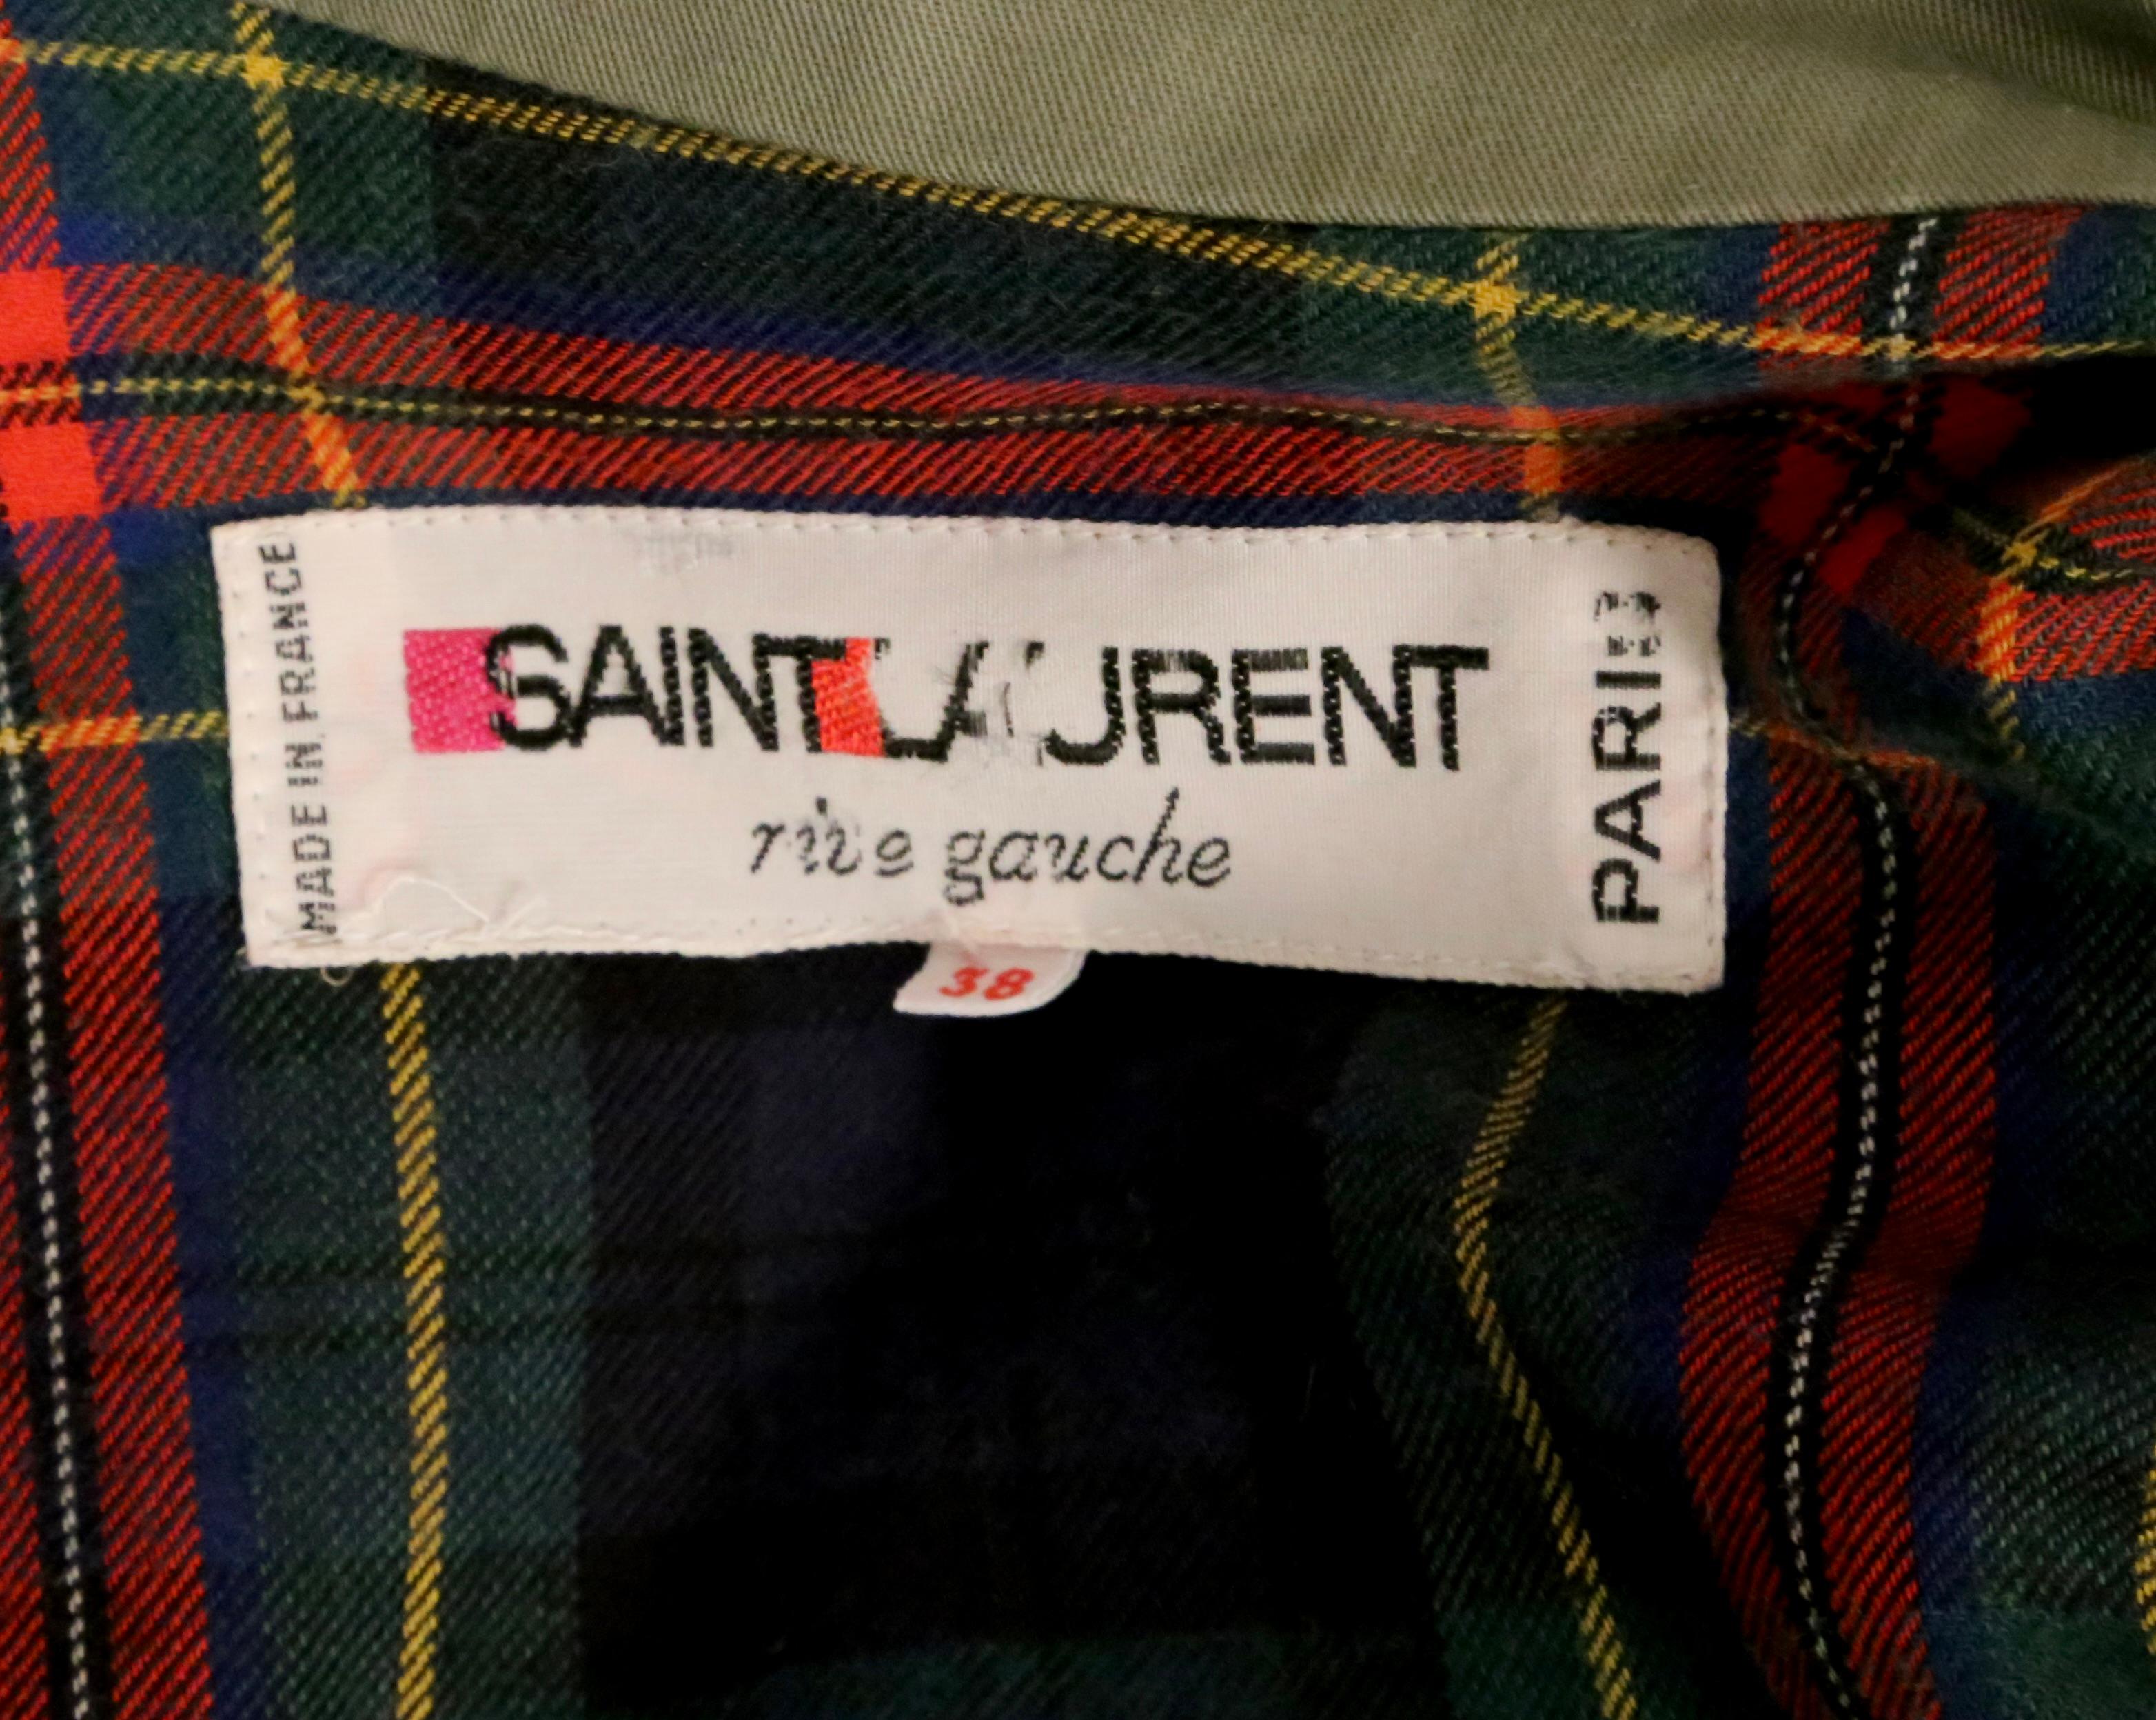 MADE IN FRANCE
SAINT LAURENT
rive gauche
PARIS
38